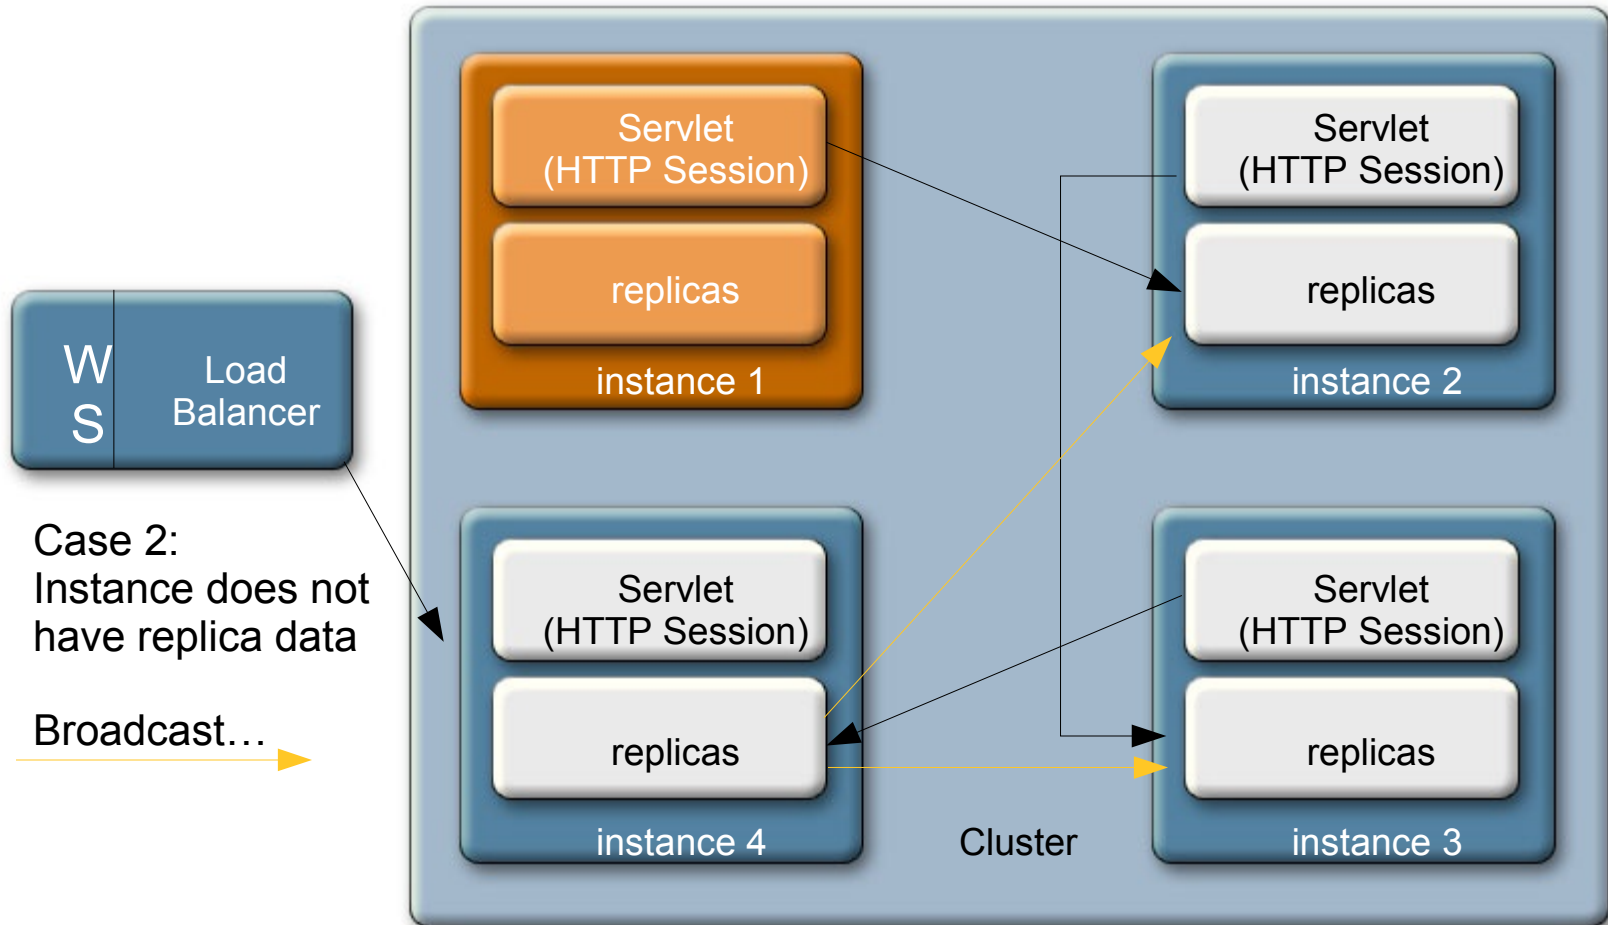 Servlet
(HTTP Session)
replicas
instance 1
Servlet
(HTTP Session)
replicas
instance 2
W
S
Load
Balancer
Case 2:
Instance does not
have replica data
Broadcast…
Servlet
(HTTP Session)
replicas
instance 4
Cluster
Servlet
(HTTP Session)
replicas
instance 3